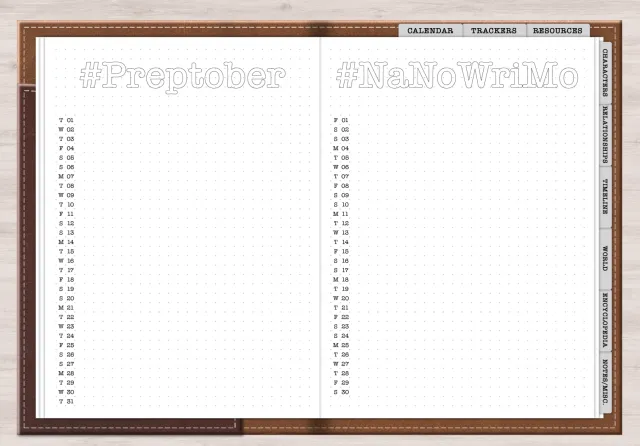 CALENDAR
TRACKERS
RESOURCES
#Preptober
T 01
W 02
T 03
F 04
S 05
S 06
M 07
T 08
W 09
T 10
F 11
S 12
S 13
M 14
T 15
W 16
T 17
F 18
S 19
S 20
M 21
T 22
W 23
T 24
F 25
S 26
S 27
M 28
T 29
W 30
T 31
#NaNoWriMo
F 01
S 02
S 03
M 04
T 05
W 06
T 07
F 08
S 09
S 10
M 11
T 12
W 13
T 14
F 15
S 16
S 17
M 18
T 19
W 20
T 21
F 22
S 23
S 24
M 25
T 26
W 27
T 28
F 29
S 30
CHARACTERS
RELATIONSHIPS
TIMELINE
WORLD
ENCYCLOPEDIA
NOTES/MISC.